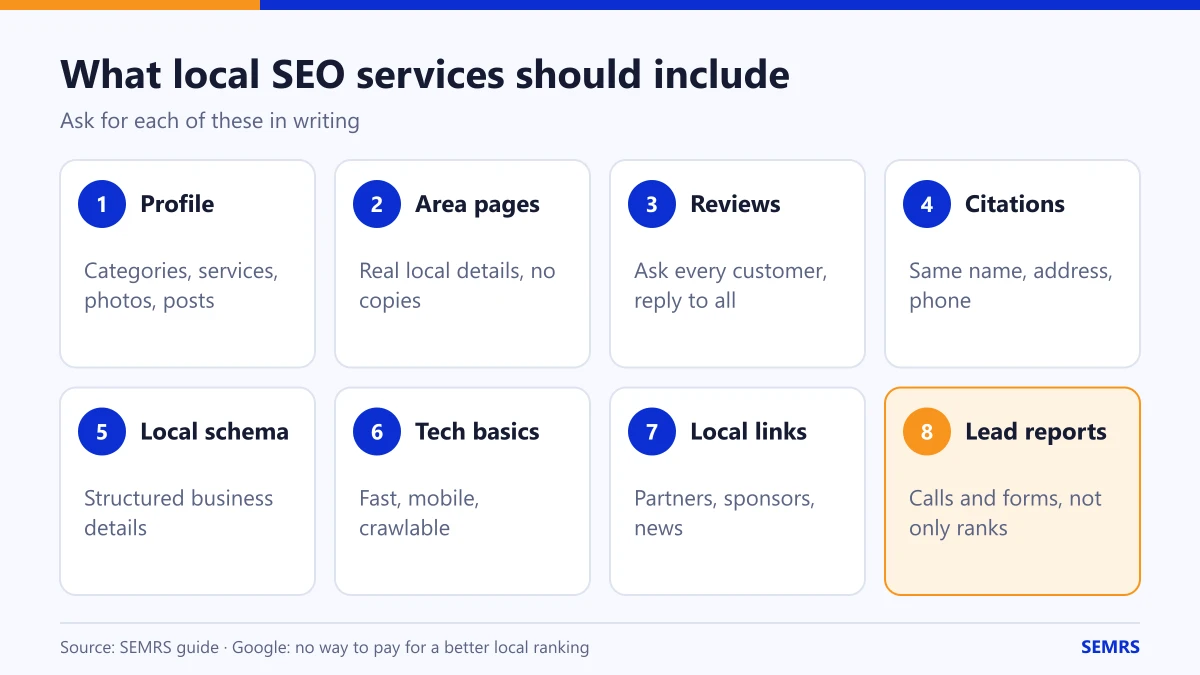 What local SEO services should include
Ask for each of these in writing
1 Profile
Categories, services,
photos, posts
2 Area pages
Real local details, no
copies
3 Reviews
Ask every customer,
reply to all
4 Citations
Same name, address,
phone
5 Local schema
Structured business
details
6 Tech basics
Fast, mobile,
crawlable
7 Local links
Partners, sponsors,
news
8 Lead reports
Calls and forms, not
only ranks
Source: SEMRS guide · Google: no way to pay for a better local ranking
SEMRS